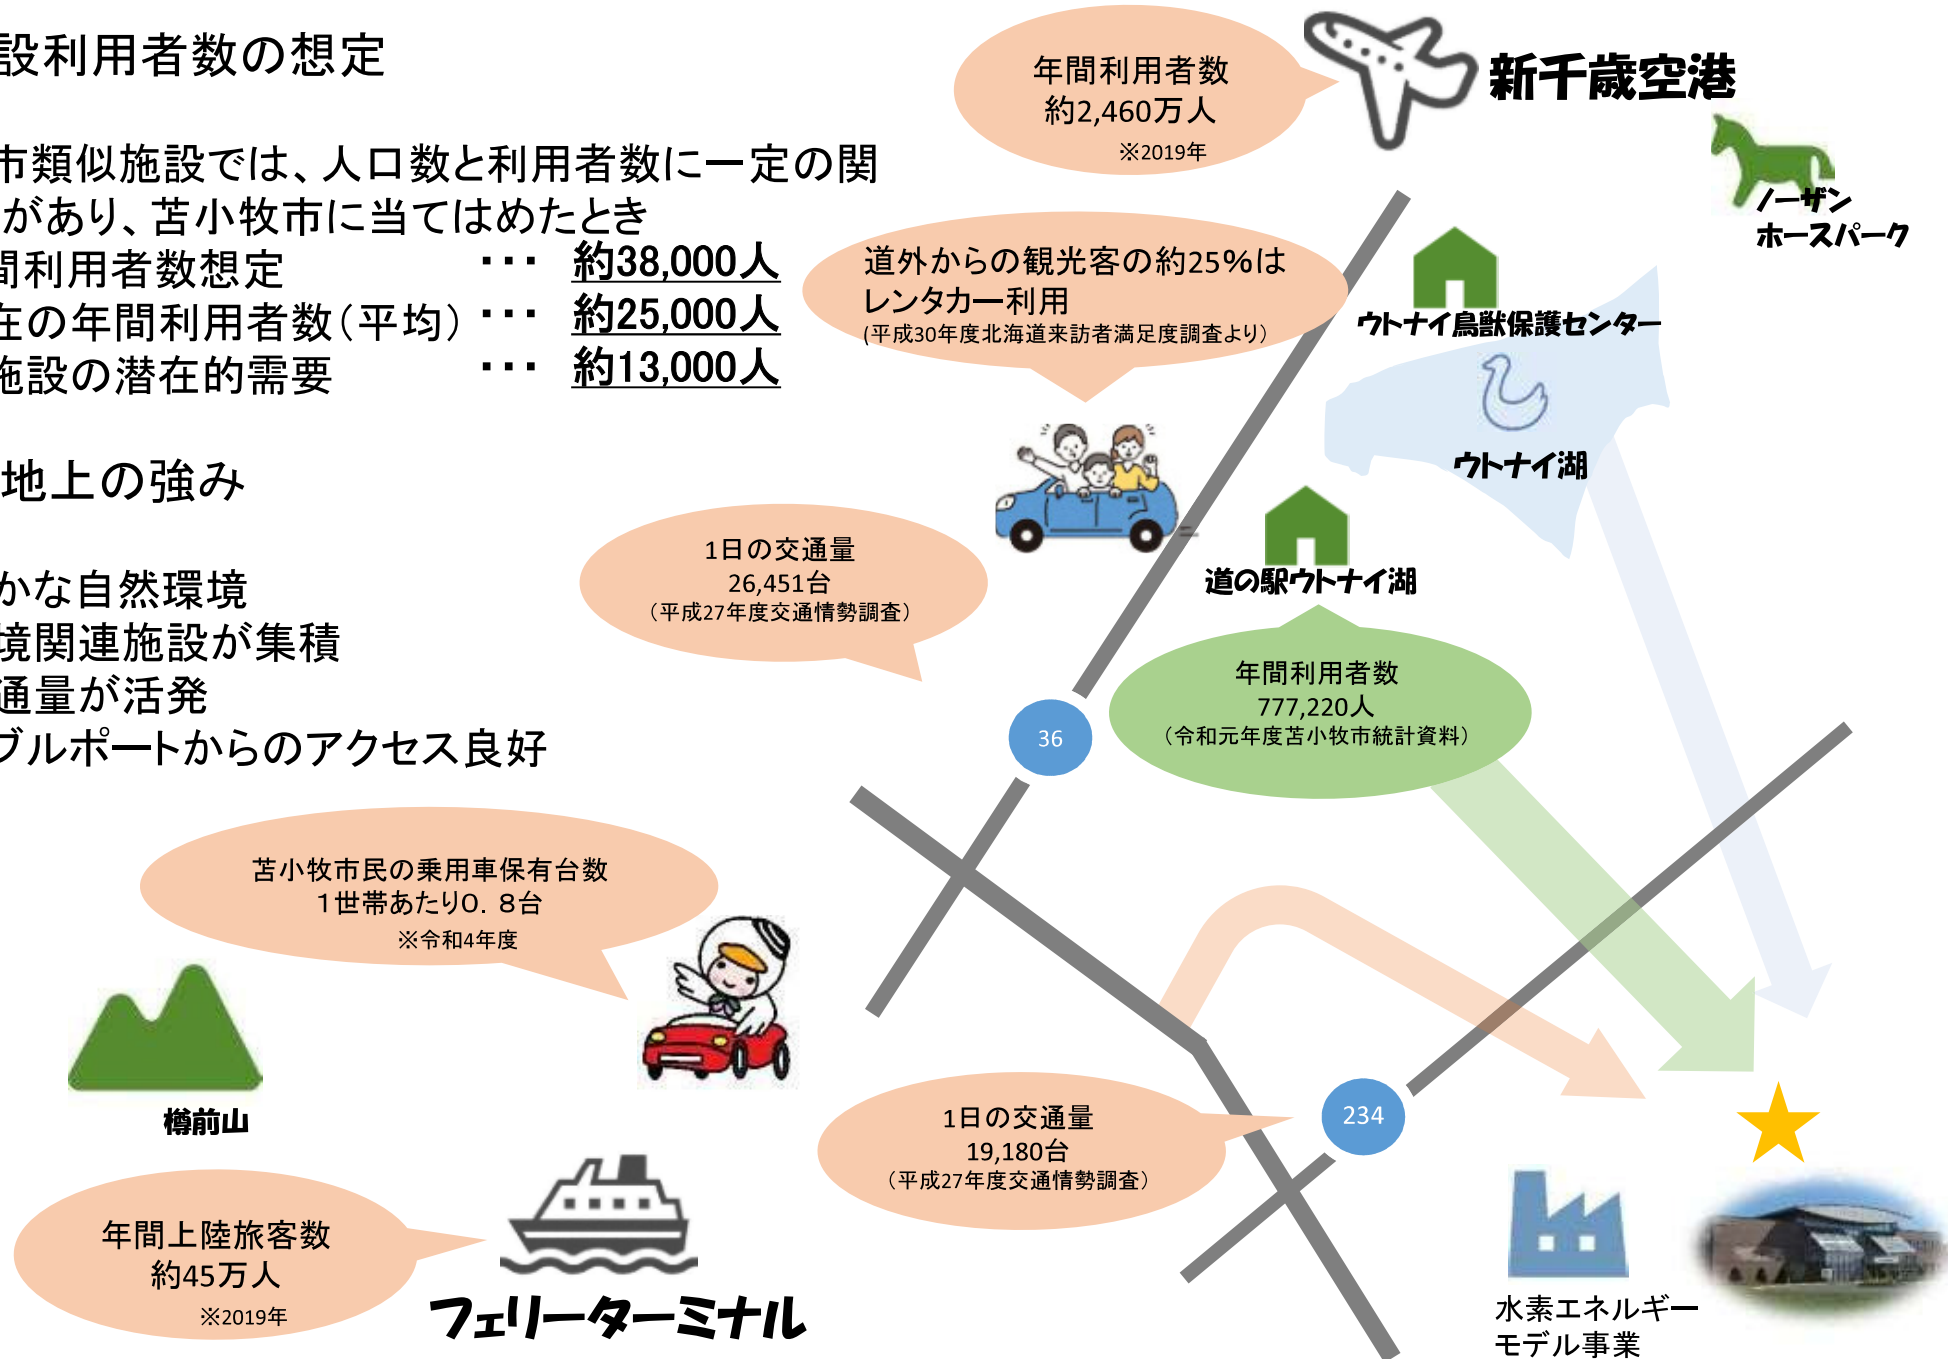 設利用者数の想定
市類似施設では、人口数と利用者数に一定の関
があり、苫小牧市に当てはめたとき
間利用者数想定 ・・・ 約38,000人
在の年間利用者数（平均） ・・・ 約25,000人
施設の潜在的需要 ・・・ 約13,000人
地上の強み
かな自然環境
境関連施設が集積
通量が活発
ブルポートからのアクセス良好
年間利用者数
約2,460万人
※2019年
新千歳空港
ノーザン
ホースパーク
道外からの観光客の約25%は
レンタカー利用
(平成30年度北海道来訪者満足度調査より）
ウトナイ鳥獣保護センター
ウトナイ湖
1日の交通量
26,451台
（平成27年度交通情勢調査）
道の駅ウトナイ湖
年間利用者数
777,220人
（令和元年度苫小牧市統計資料）
36
苫小牧市民の乗用車保有台数
１世帯あたり０．８台
※令和4年度
樽前山
1日の交通量
19,180台
（平成27年度交通情勢調査）
234
年間上陸旅客数
約45万人
※2019年
フェリーターミナル
水素エネルギー
モデル事業